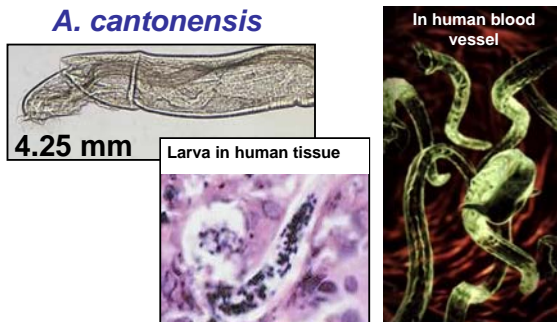 A. cantonensis
4.25 mm
Larva in human tissue
In human blood
vessel